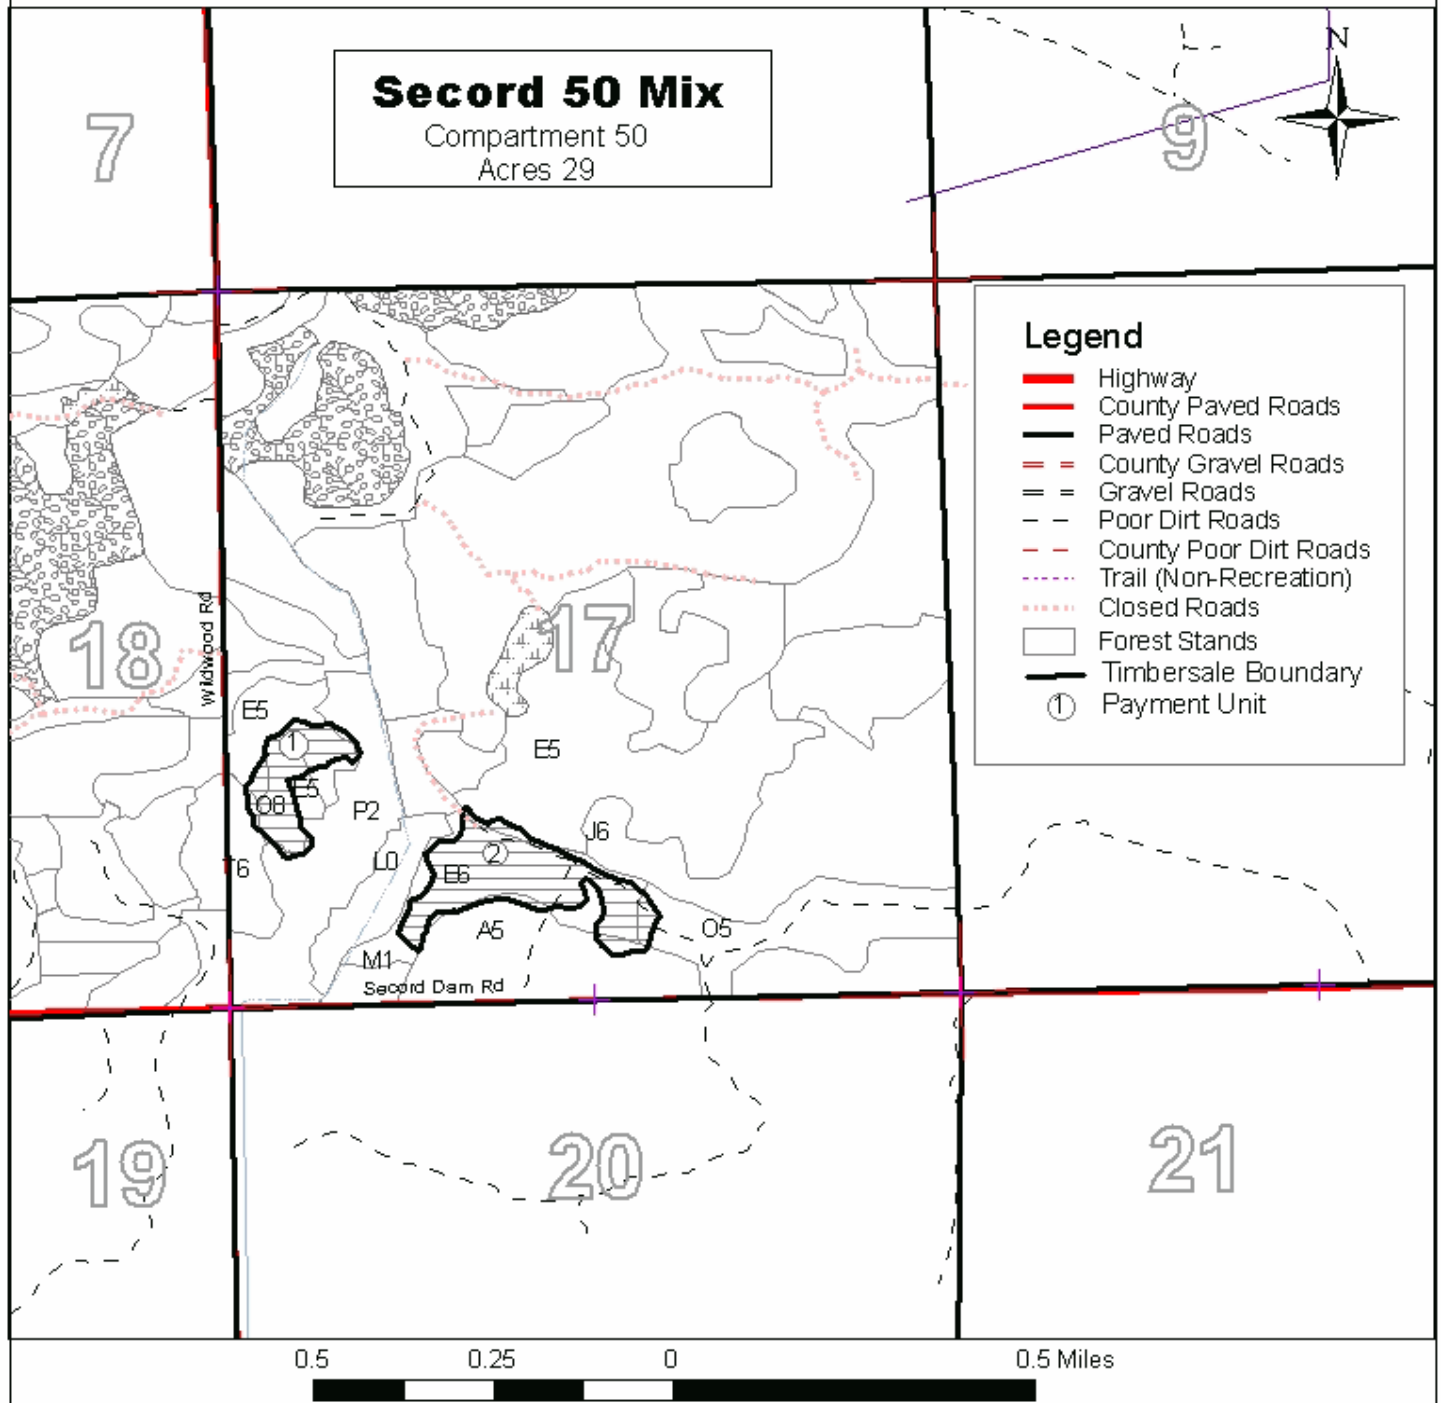 Secord 50 Mix
Compartment 50
Acres 29
N
7
9
Legend
Highway
County Paved Roads
Paved Roads
County Gravel Roads
Gravel Roads
Poor Dirt Roads
County Poor Dirt Roads
Trail (Non-Recreation)
Closed Roads
Forest Stands
Timbersale Boundary
1 Payment Unit
18
17
Wildwood Rd
E5
1
E5
E5
O8
P2
J6
T6
L0
2
E6
A5
O5
M1
Secord Dam Rd
19
20
21
0.5 0.25 0 0.5 Miles